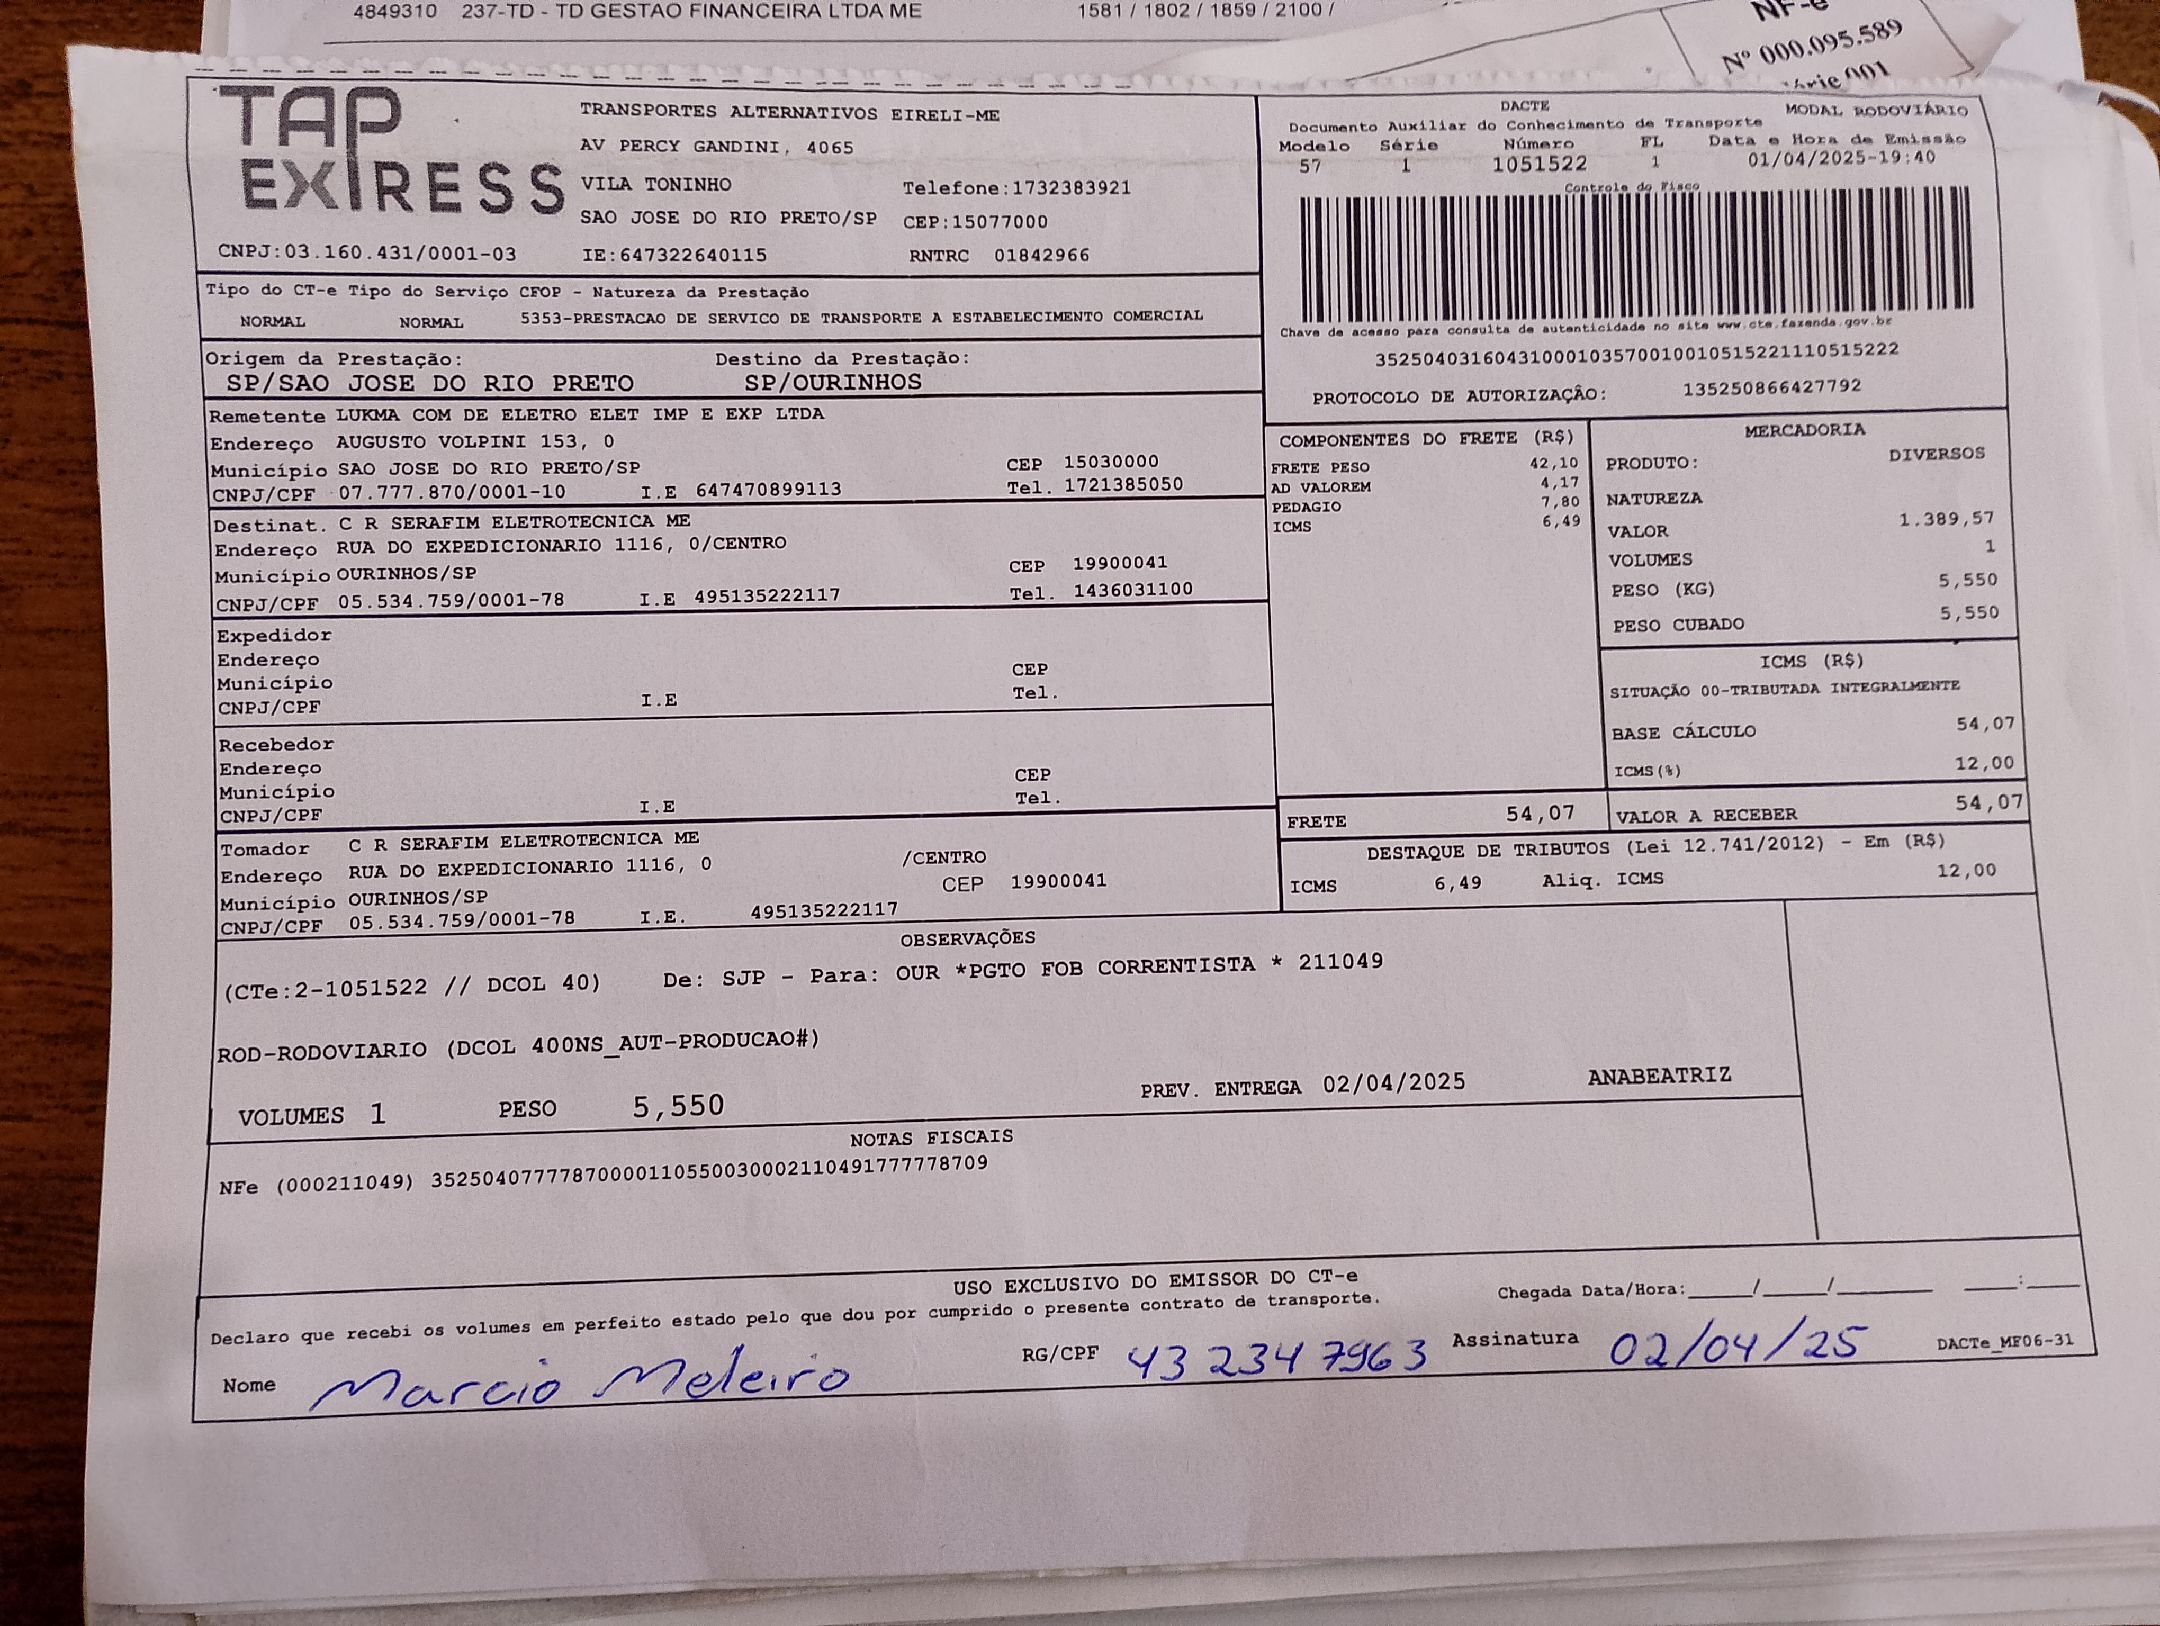 4849310 237-TD - TD GESTAO FINANCEIRA LTDA ME 1581 / 1802 / 1859 / 2100 /
NF-e
Nº 000.095.589
001
TAP EXPRESS
TRANSPORTES ALTERNATIVOS EIRELI-ME
AV PERCY GANDINI, 4065
VILA TONINHO Telefone:1732383921
SAO JOSE DO RIO PRETO/SP CEP:15077000
CNPJ:03.160.431/0001-03 IE:647322640115 RNTRC 01842966
DACTE MODAL RODOVIÁRIO
Documento Auxiliar do Conhecimento de Transporte
Modelo Série Número FL Data e Hora de Emissão
57 1 1051522 1 01/04/2025-19:40
Controle do Fisco
Chave de acesso para consulta de autenticidade no site www.cte.fazenda.gov.br
35250403160431000103570010010515221110515222
PROTOCOLO DE AUTORIZAÇÂO: 135250866427792
Tipo do CT-e Tipo do Serviço CFOP - Natureza da Prestação
NORMAL NORMAL 5353-PRESTACAO DE SERVICO DE TRANSPORTE A ESTABELECIMENTO COMERCIAL
Origem da Prestação: Destino da Prestação:
SP/SAO JOSE DO RIO PRETO SP/OURINHOS
Remetente LUKMA COM DE ELETRO ELET IMP E EXP LTDA
Endereço AUGUSTO VOLPINI 153, 0
Município SAO JOSE DO RIO PRETO/SP CEP 15030000
CNPJ/CPF 07.777.870/0001-10 I.E 647470899113 Tel. 1721385050
Destinat. C R SERAFIM ELETROTECNICA ME
Endereço RUA DO EXPEDICIONARIO 1116, 0/CENTRO
Município OURINHOS/SP CEP 19900041
CNPJ/CPF 05.534.759/0001-78 I.E 495135222117 Tel. 1436031100
Expedidor
Endereço
Município CEP
CNPJ/CPF I.E Tel.
Recebedor
Endereço
Município CEP
CNPJ/CPF I.E Tel.
Tomador C R SERAFIM ELETROTECNICA ME
Endereço RUA DO EXPEDICIONARIO 1116, 0 /CENTRO
Município OURINHOS/SP CEP 19900041
CNPJ/CPF 05.534.759/0001-78 I.E. 495135222117
COMPONENTES DO FRETE (R$)
FRETE PESO 42,10
AD VALOREM 4,17
PEDAGIO 7,80
ICMS 6,49
MERCADORIA
PRODUTO: DIVERSOS
NATUREZA
VALOR 1.389,57
VOLUMES 1
PESO (KG) 5,550
PESO CUBADO 5,550
ICMS (R$)
SITUAÇÃO 00-TRIBUTADA INTEGRALMENTE
BASE CÁLCULO 54,07
ICMS(%) 12,00
FRETE 54,07 VALOR A RECEBER 54,07
DESTAQUE DE TRIBUTOS (Lei 12.741/2012) - Em (R$)
ICMS 6,49 Aliq. ICMS 12,00
OBSERVAÇÕES
(CTe:2-1051522 // DCOL 40) De: SJP - Para: OUR *PGTO FOB CORRENTISTA * 211049
ROD-RODOVIARIO (DCOL 400NS_AUT-PRODUCAO#)
VOLUMES 1 PESO 5,550 PREV. ENTREGA 02/04/2025 ANABEATRIZ
NOTAS FISCAIS
NFe (000211049) 35250407777870000110550030002110491777778709
USO EXCLUSIVO DO EMISSOR DO CT-e
Declaro que recebi os volumes em perfeito estado pelo que dou por cumprido o presente contrato de transporte. Chegada Data/Hora:_____/_____/_______ ____:____
Nome Marcio Meleiro RG/CPF 43 234 7963 Assinatura 02/04/25 DACTe_MF06-31